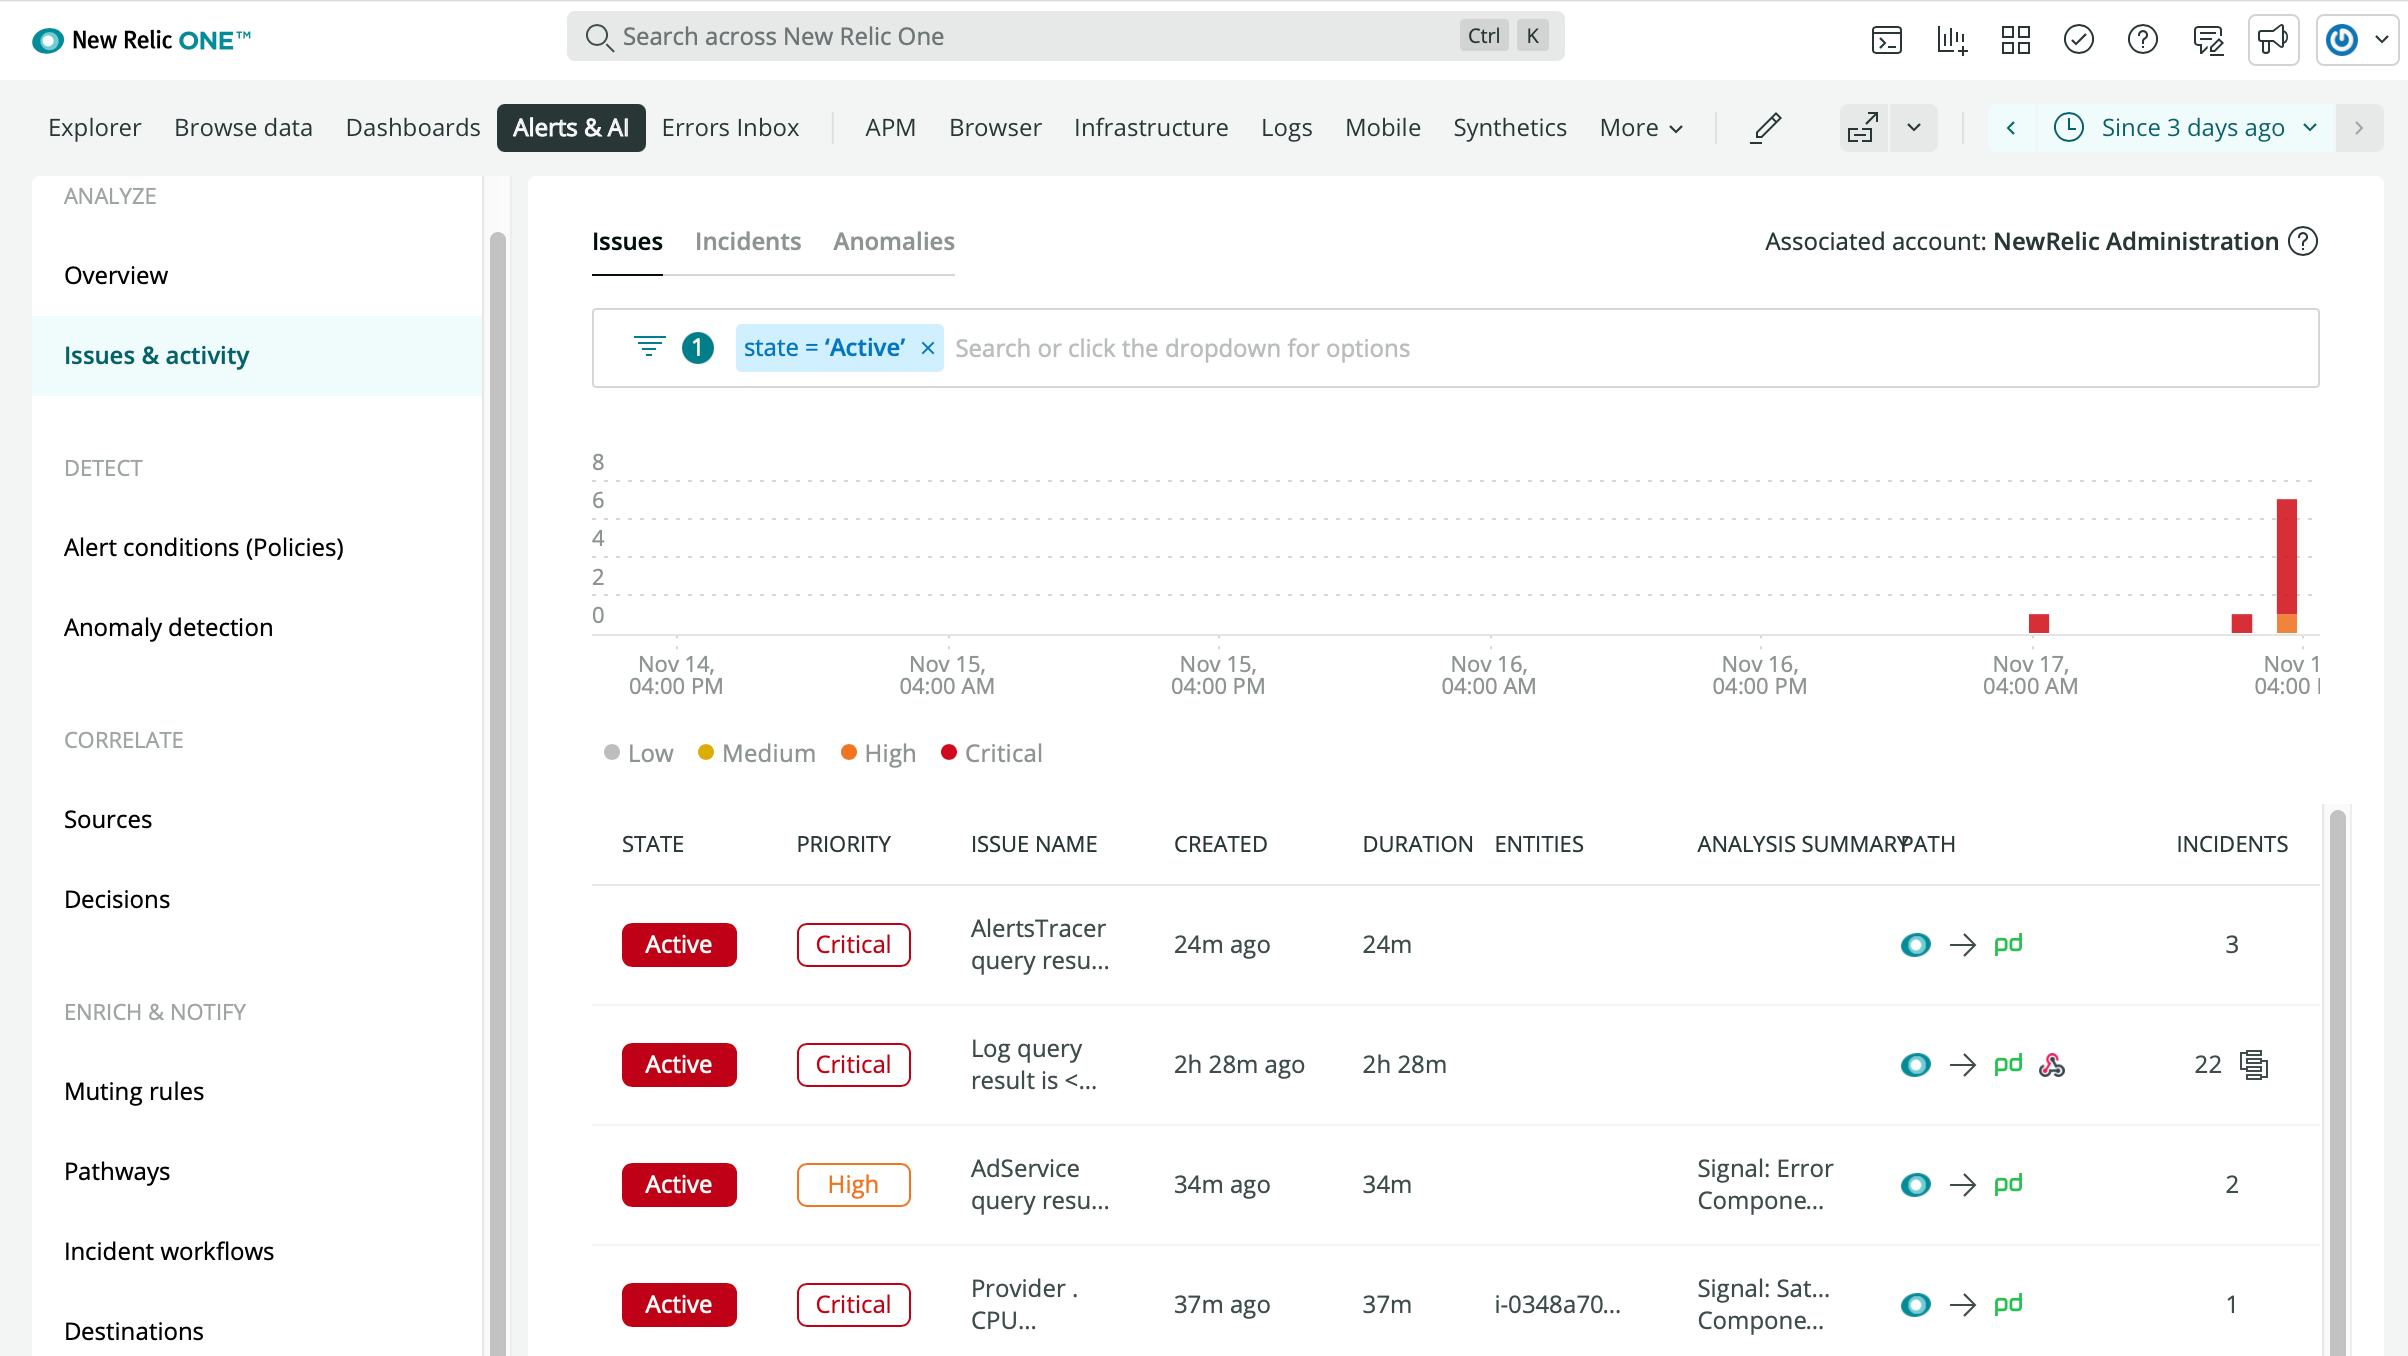 New Relic ONE™
Search across New Relic One
Ctrl K
Explorer Browse data Dashboards Alerts & AI Errors Inbox APM Browser Infrastructure Logs Mobile Synthetics More
Since 3 days ago
ANALYZE
Overview
Issues & activity
DETECT
Alert conditions (Policies)
Anomaly detection
CORRELATE
Sources
Decisions
ENRICH & NOTIFY
Muting rules
Pathways
Incident workflows
Destinations
Issues Incidents Anomalies
Associated account: NewRelic Administration
1 state = ‘Active’ × Search or click the dropdown for options
8
6
4
2
0
Nov 14, 04:00 PM
Nov 15, 04:00 AM
Nov 15, 04:00 PM
Nov 16, 04:00 AM
Nov 16, 04:00 PM
Nov 17, 04:00 AM
Nov 1
04:00
Low Medium High Critical
STATE PRIORITY ISSUE NAME CREATED DURATION ENTITIES ANALYSIS SUMMARY PATH INCIDENTS
Active Critical AlertsTracer query resu... 24m ago 24m pd 3
Active Critical Log query result is <... 2h 28m ago 2h 28m pd 22
Active High AdService query resu... 34m ago 34m Signal: Error Compone... pd 2
Active Critical Provider . CPU... 37m ago 37m i-0348a70... Signal: Sat... Compone... pd 1